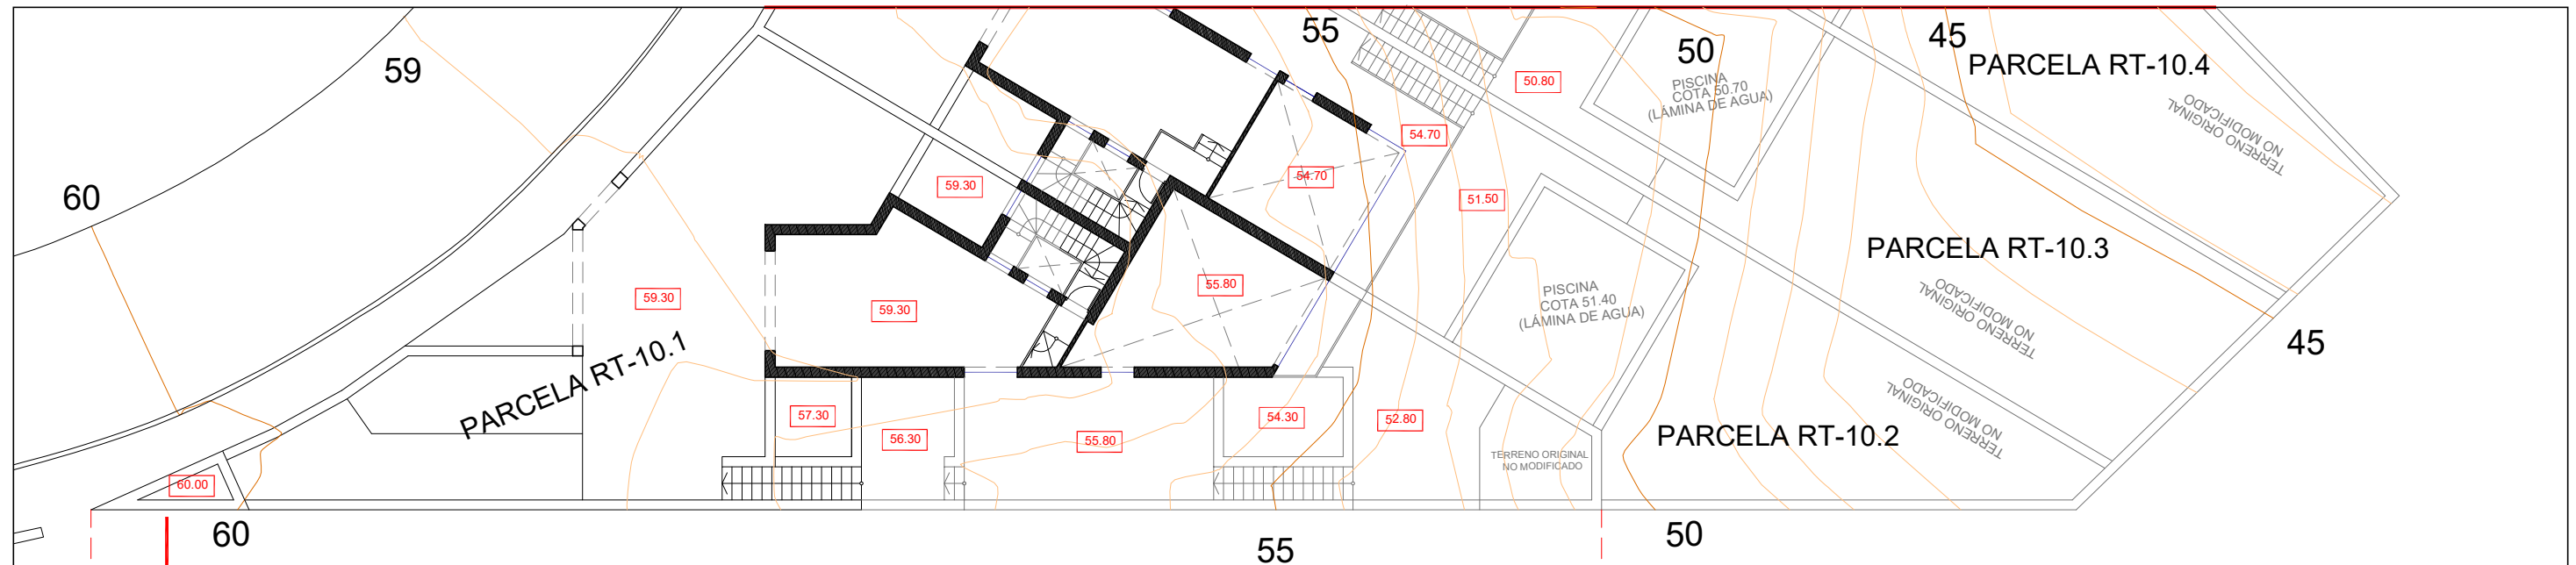 55
45
50
PARCELA RT-10.4
59
50.80
PISCINA
COTA 50.70
(LÁMINA DE AGUA)
TERRENO ORIGINAL
NO MODIFICADO
54.70
54.70
59.30
60
51.50
PARCELA RT-10.3
TERRENO ORIGINAL
NO MODIFICADO
55.80
PISCINA
COTA 51.40
(LÁMINA DE AGUA)
59.30
59.30
45
PARCELA RT-10.1
TERRENO ORIGINAL
NO MODIFICADO
57.30
54.30
52.80
56.30
55.80
PARCELA RT-10.2
TERRENO ORIGINAL
NO MODIFICADO
60.00
60
55
50